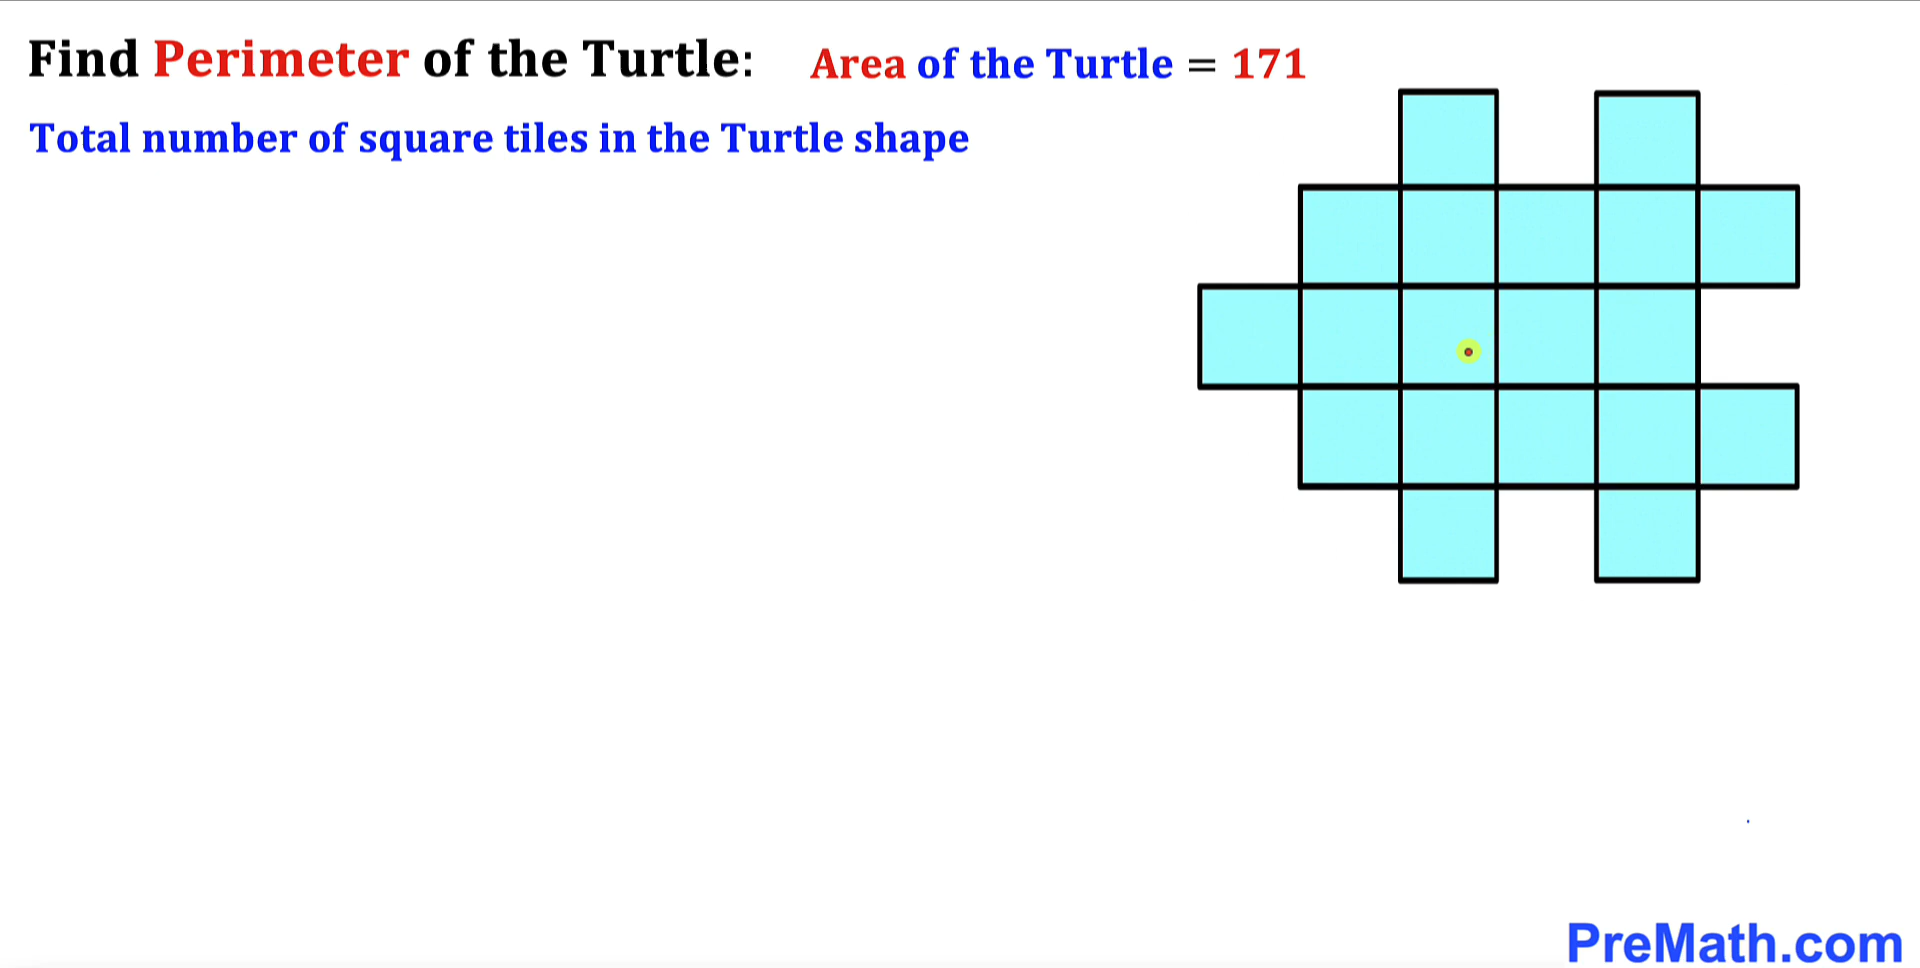 Find Perimeter of the Turtle: Area of the Turtle = 171
Total number of square tiles in the Turtle shape
PreMath.com